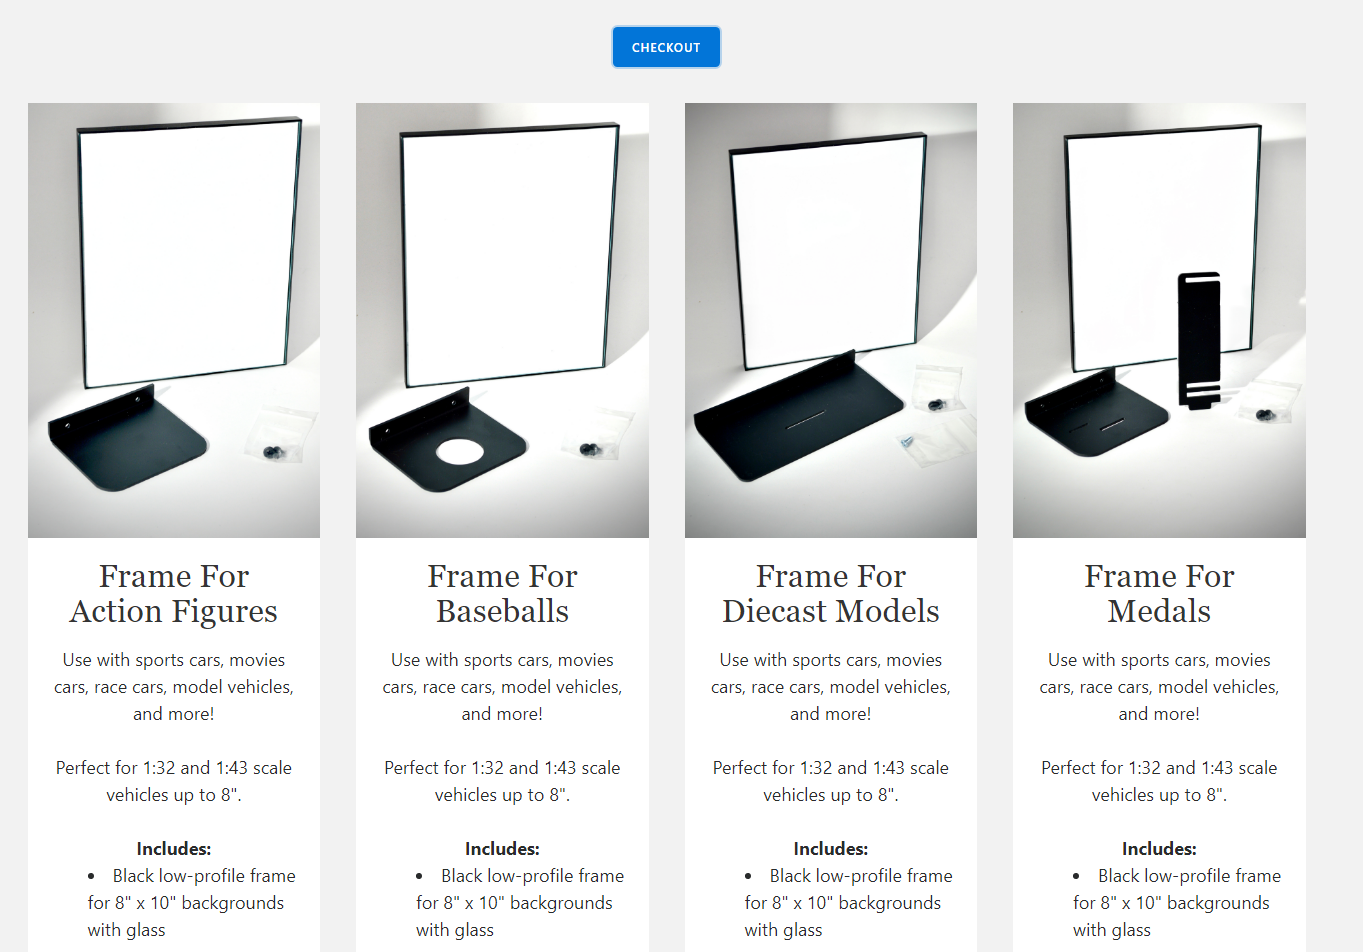 CHECKOUT
Frame For
Action Figures
Use with sports cars, movies
cars, race cars, model vehicles,
and more!
Perfect for 1:32 and 1:43 scale
vehicles up to 8".
Includes:
• Black low-profile frame
for 8" x 10" backgrounds
with glass
Frame For
Baseballs
Use with sports cars, movies
cars, race cars, model vehicles,
and more!
Perfect for 1:32 and 1:43 scale
vehicles up to 8".
Includes:
• Black low-profile frame
for 8" x 10" backgrounds
with glass
Frame For
Diecast Models
Use with sports cars, movies
cars, race cars, model vehicles,
and more!
Perfect for 1:32 and 1:43 scale
vehicles up to 8".
Includes:
• Black low-profile frame
for 8" x 10" backgrounds
with glass
Frame For
Medals
Use with sports cars, movies
cars, race cars, model vehicles,
and more!
Perfect for 1:32 and 1:43 scale
vehicles up to 8".
Includes:
• Black low-profile frame
for 8" x 10" backgrounds
with glass